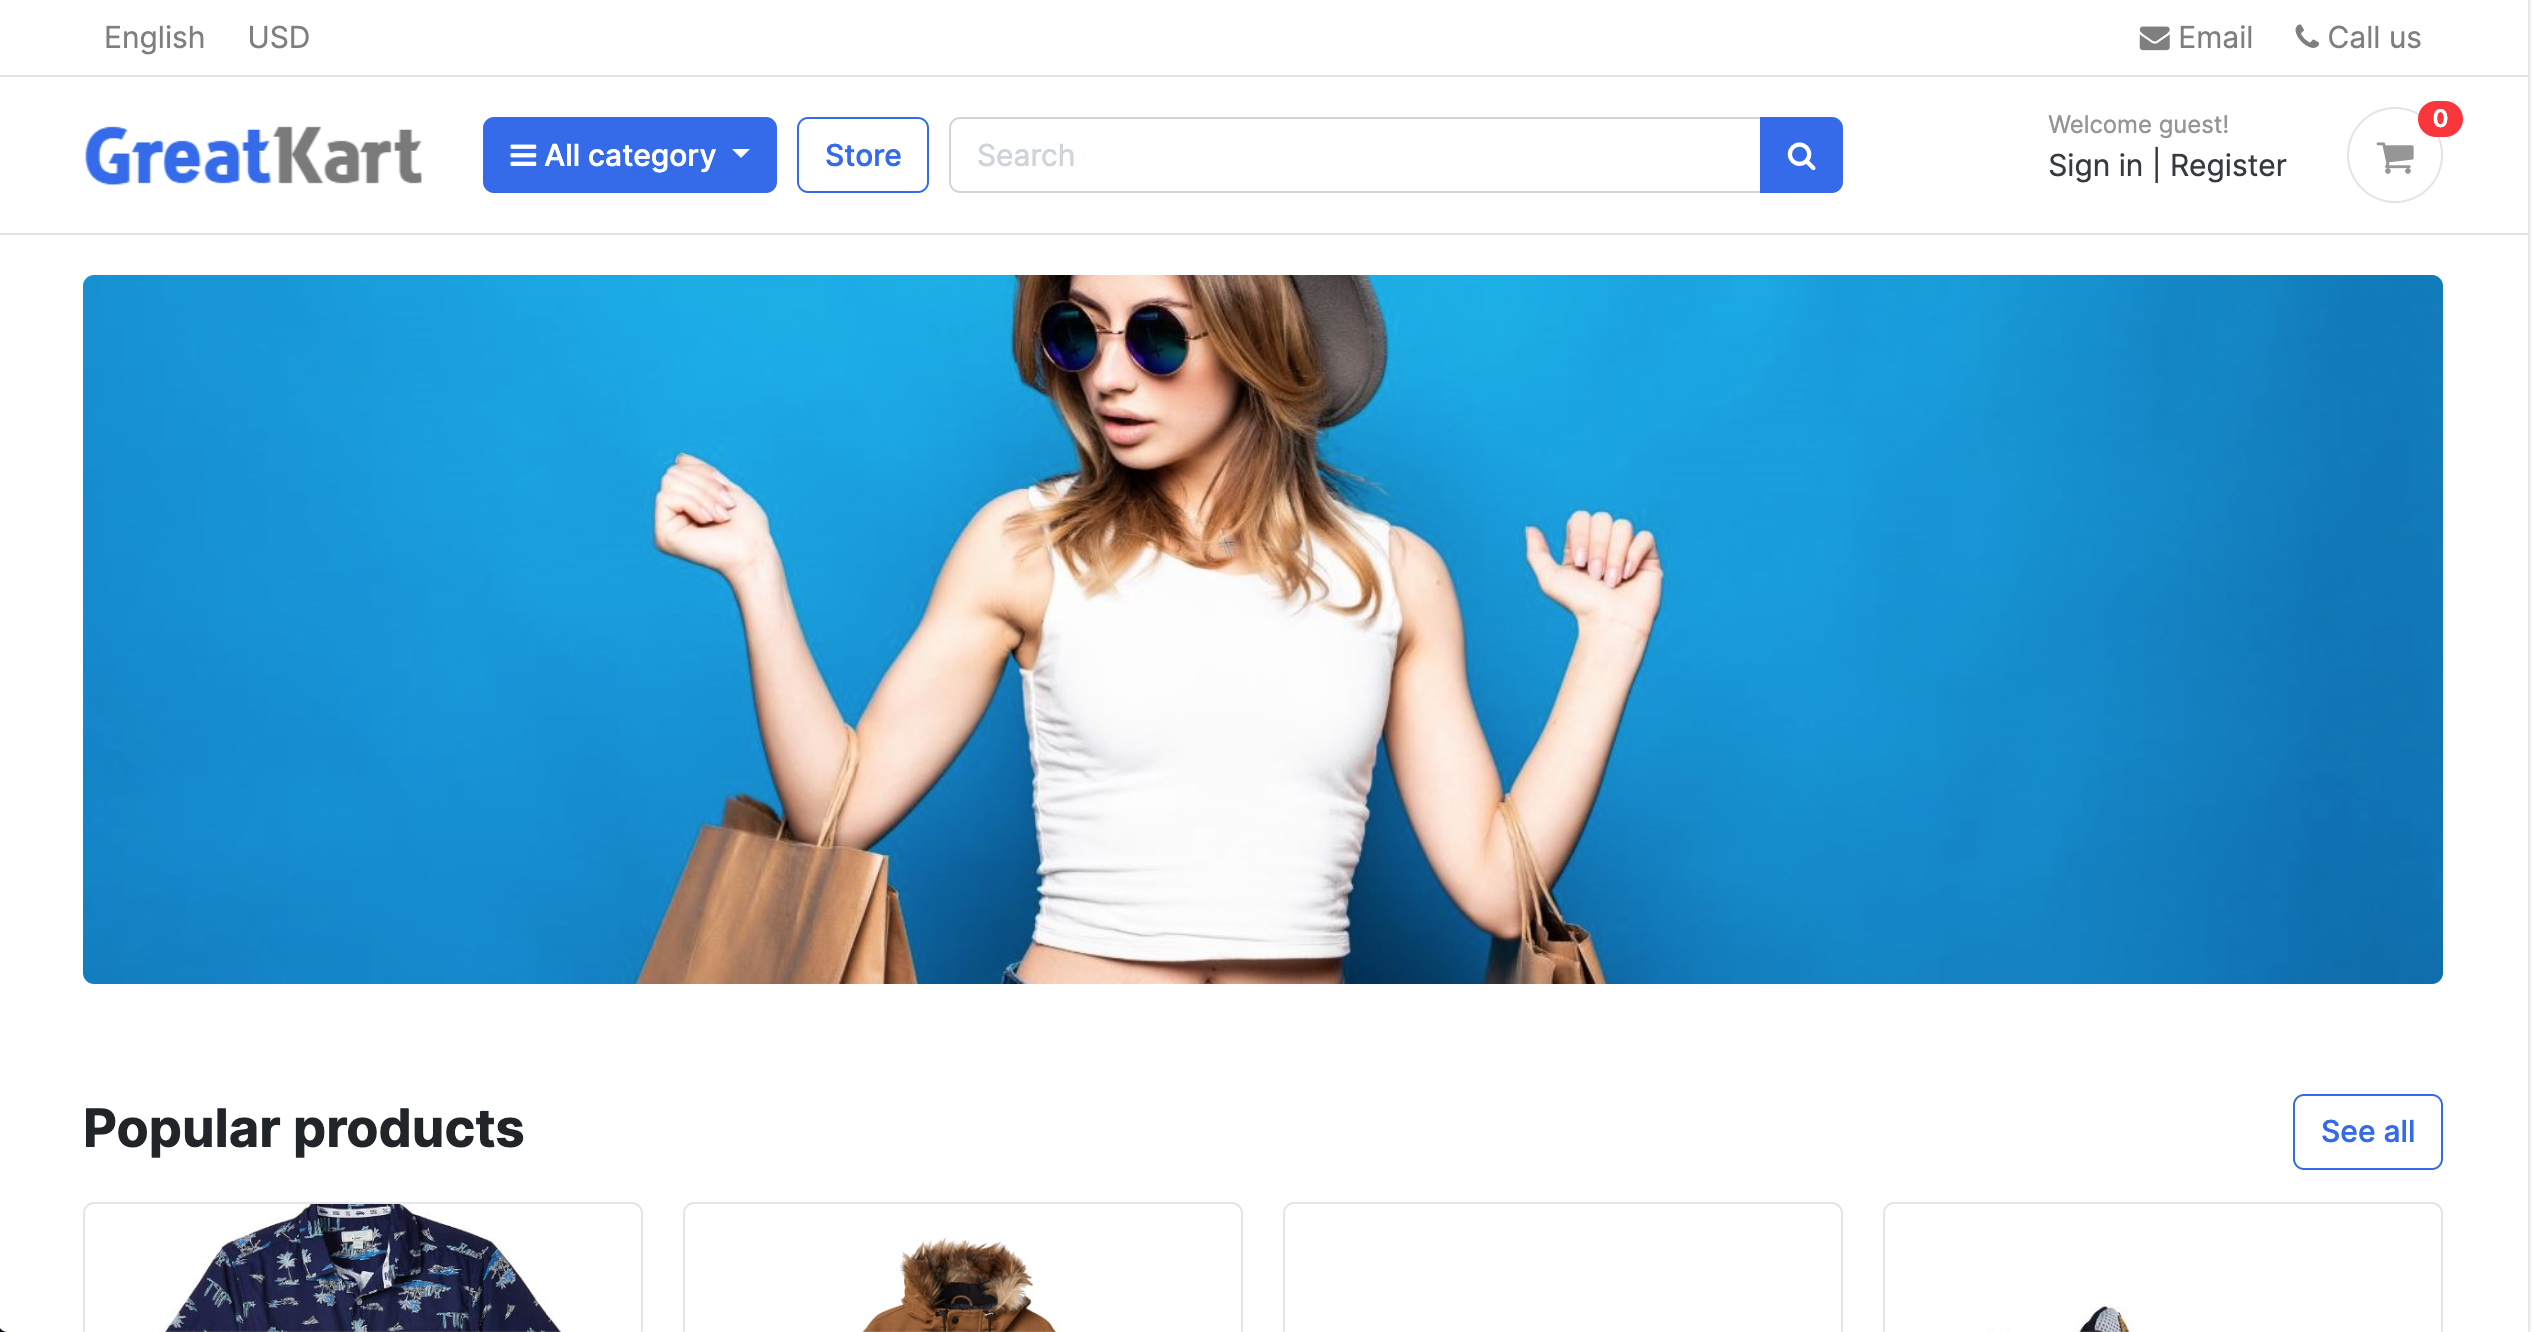 English USD Email Call us
GreatKart All category Store Search Welcome guest! 0
Sign in | Register
Popular products See all